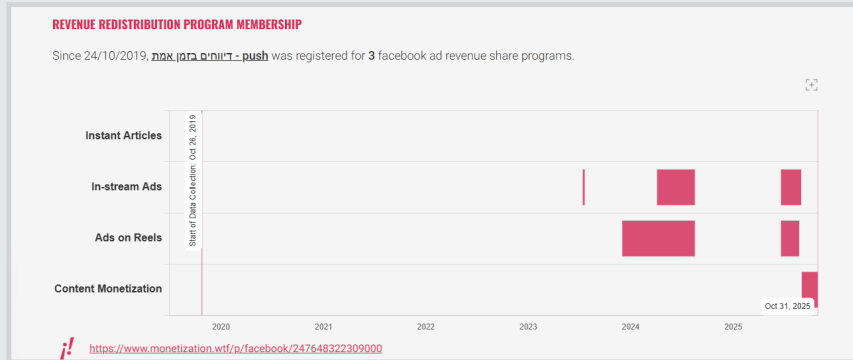 REVENUE REDISTRIBUTION PROGRAM MEMBERSHIP
Since 24/10/2019, דיווחים בזמן אמת - push was registered for 3 facebook ad revenue share programs.
Start of Data Collection: Oct 26, 2019
Instant Articles
In-stream Ads
Ads on Reels
Content Monetization
Oct 31, 2025
2020 2021 2022 2023 2024 2025
https://www.monetization.wtf/p/facebook/247648322309000